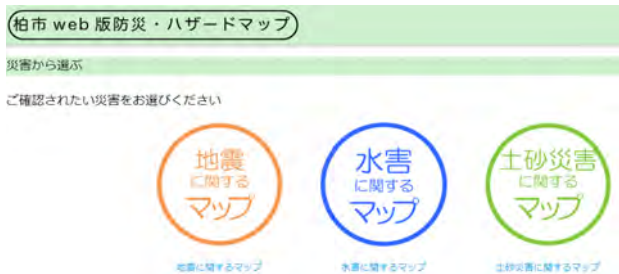 柏市 web 版防災・ハザードマップ
災害から選ぶ
ご確認されたい災害をお選びください
地震
に関する
マップ
水害
に関する
マップ
土砂災害
に関する
マップ
地震に関するマップ
水害に関するマップ
土砂災害に関するマップ